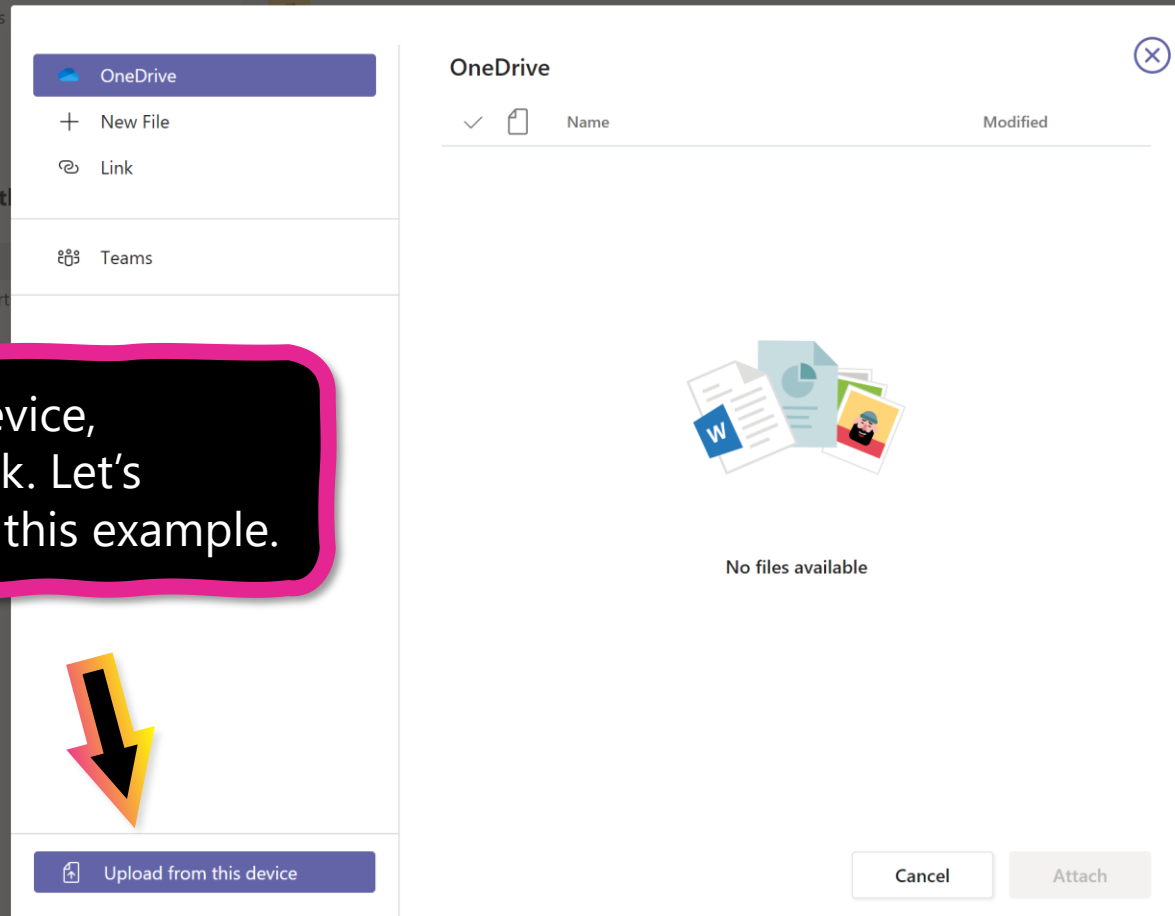 OneDrive
New File
Link
Teams
OneDrive
Name Modified
k. Let's
this example.
W
No files available
Upload from this device
Cancel Attach